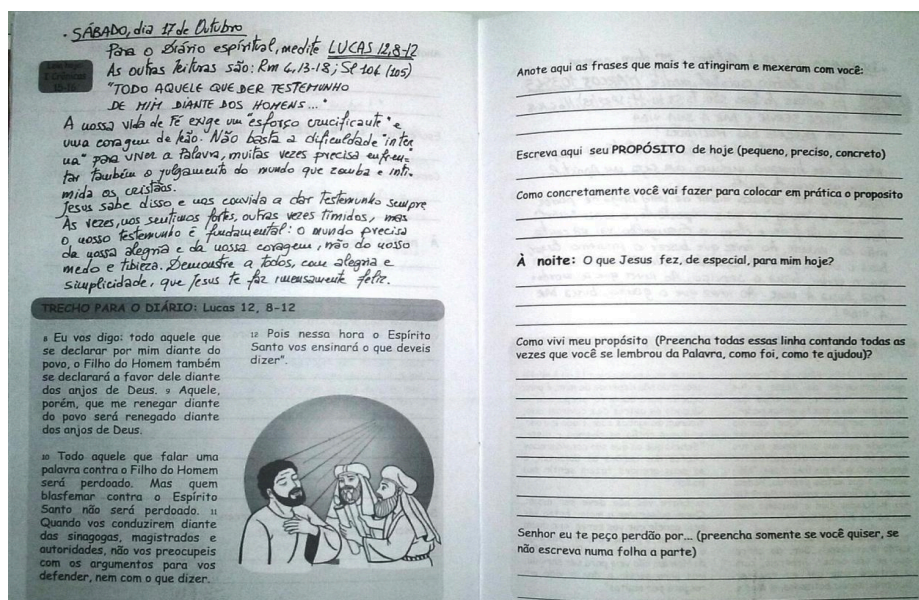 · SÁBADO, dia 17 de Outubro
Para o Diário espiritual, medite LUCAS 12,8-12
As outras leituras são: Rm 4,13-18; Sl 104 (105)
"TODO AQUELE QUE DER TESTEMUNHO
DE MIM DIANTE DOS HOMENS..."
2 Crônicas
A nossa vida de Fé exige um "esforço crucificante" e
uma coragem de leão. Não basta a dificuldade "inter
na" para viver a Palavra, muitas vezes precisa enfren-
tar também o julgamento do mundo que zomba e inti-
mida os cristãos.
Jesus sabe disso e nos convida a dar Testemunho sempre
Às vezes, nos sentimos fortes, outras vezes tímidos, mas
o nosso testemunho é fundamental: o mundo precisa
da nossa alegria e da nossa coragem, não do nosso
medo e tibieza. Demonstre a todos, com alegria e
simplicidade, que Jesus te faz imensamente feliz.
TRECHO PARA O DIÁRIO: Lucas 12, 8-12
8 Eu vos digo: todo aquele que
se declarar por mim diante do
povo, o Filho do Homem também
se declarará a favor dele diante
dos anjos de Deus. 9 Aquele,
porém, que me renegar diante
do povo será renegado diante
dos anjos de Deus.
10 Todo aquele que falar uma
palavra contra o Filho do Homem
será perdoado. Mas quem
blasfemar contra o Espírito
Santo não será perdoado. 11
Quando vos conduzirem diante
das sinagogas, magistrados e
autoridades, não vos preocupeis
com os argumentos para vos
defender, nem com o que dizer.
12 Pois nessa hora o Espírito
Santo vos ensinará o que deveis
dizer".
Anote aqui as frases que mais te atingiram e mexeram com você:
Escreva aqui seu PROPÓSITO de hoje (pequeno, preciso, concreto)
Como concretamente você vai fazer para colocar em prática o proposito
À noite: O que Jesus fez, de especial, para mim hoje?
Como vivi meu propósito (Preencha todas essas linha contando todas as
vezes que você se lembrou da Palavra, como foi, como te ajudou)?
Senhor eu te peço perdão por... (preencha somente se você quiser, se
não escreva numa folha a parte)